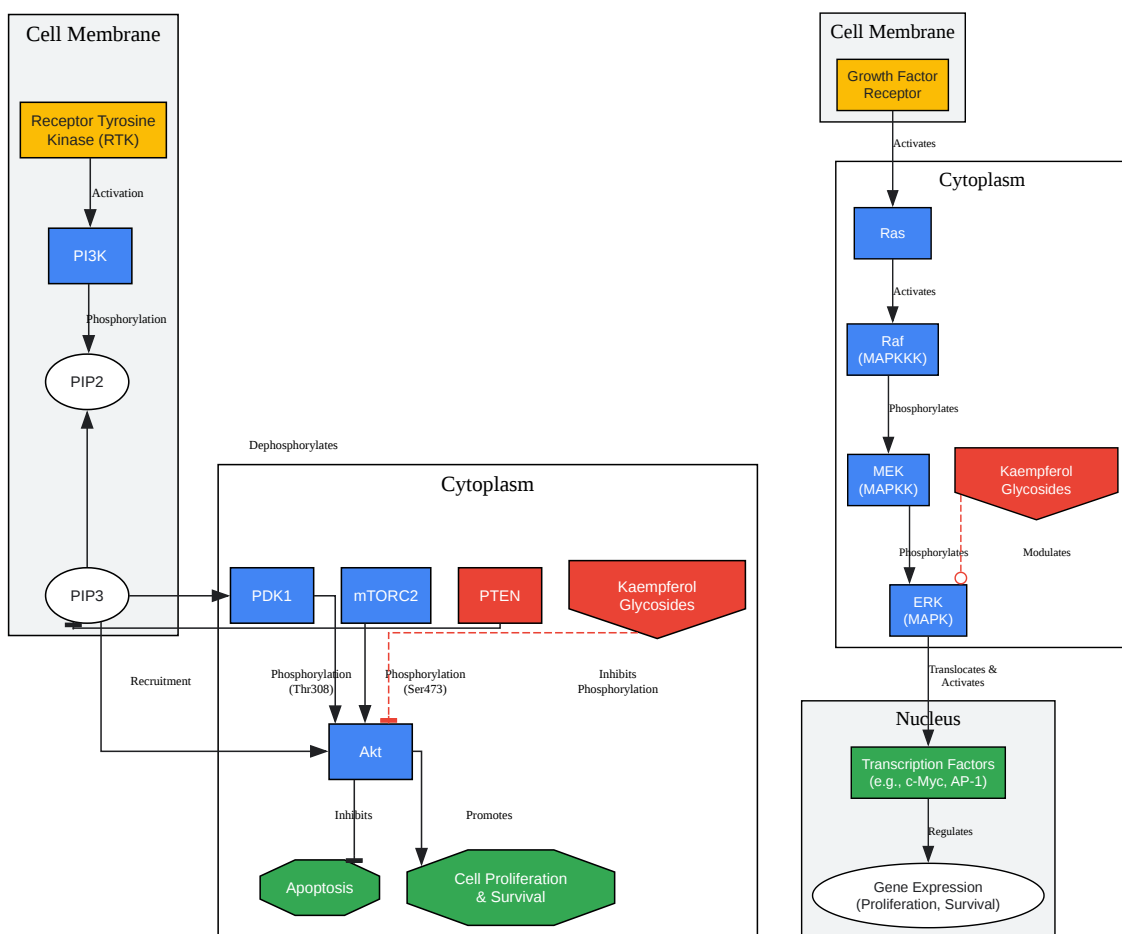 Cell Membrane
Receptor Tyrosine
Kinase (RTK)
Activation
PI3K
Phosphorylation
PIP2
Dephosphorylates
Cytoplasm
PIP3
PDK1
mTORC2
PTEN
Kaempferol
Glycosides
Recruitment
Phosphorylation
(Thr308)
Phosphorylation
(Ser473)
Inhibits
Phosphorylation
Akt
Inhibits
Promotes
Apoptosis
Cell Proliferation
& Survival
Cell Membrane
Growth Factor
Receptor
Activates
Cytoplasm
Ras
Activates
Raf
(MAPKKK)
Phosphorylates
MEK
(MAPKK)
Kaempferol
Glycosides
Phosphorylates
Modulates
ERK
(MAPK)
Translocates &
Activates
Nucleus
Transcription Factors
(e.g., c-Myc, AP-1)
Regulates
Gene Expression
(Proliferation, Survival)